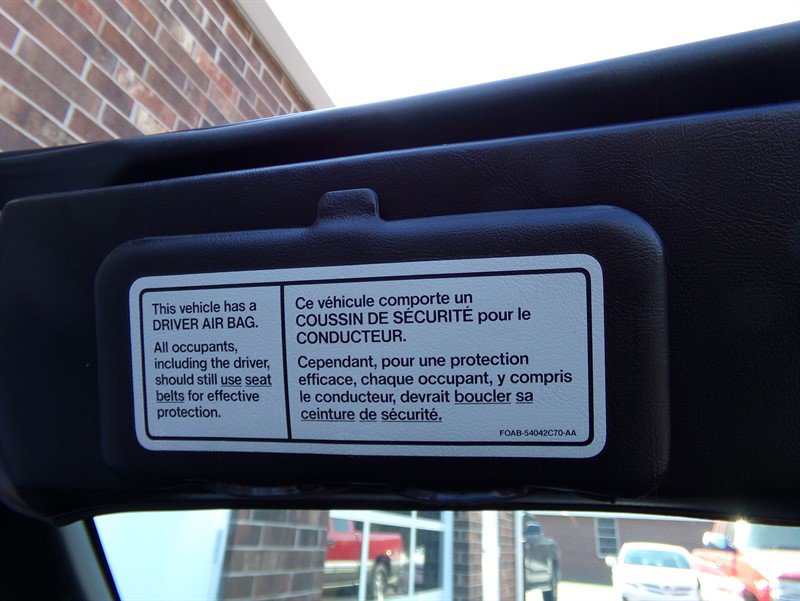 This vehicle has a
DRIVER AIR BAG.
All occupants,
including the driver,
should still use seat
belts for effective
protection.
Ce véhicule comporte un
COUSSIN DE SÉCURITÉ pour le
CONDUCTEUR.
Cependant, pour une protection
efficace, chaque occupant, y compris
le conducteur, devrait boucler sa
ceinture de sécurité.
FOAB-54042C70-AA